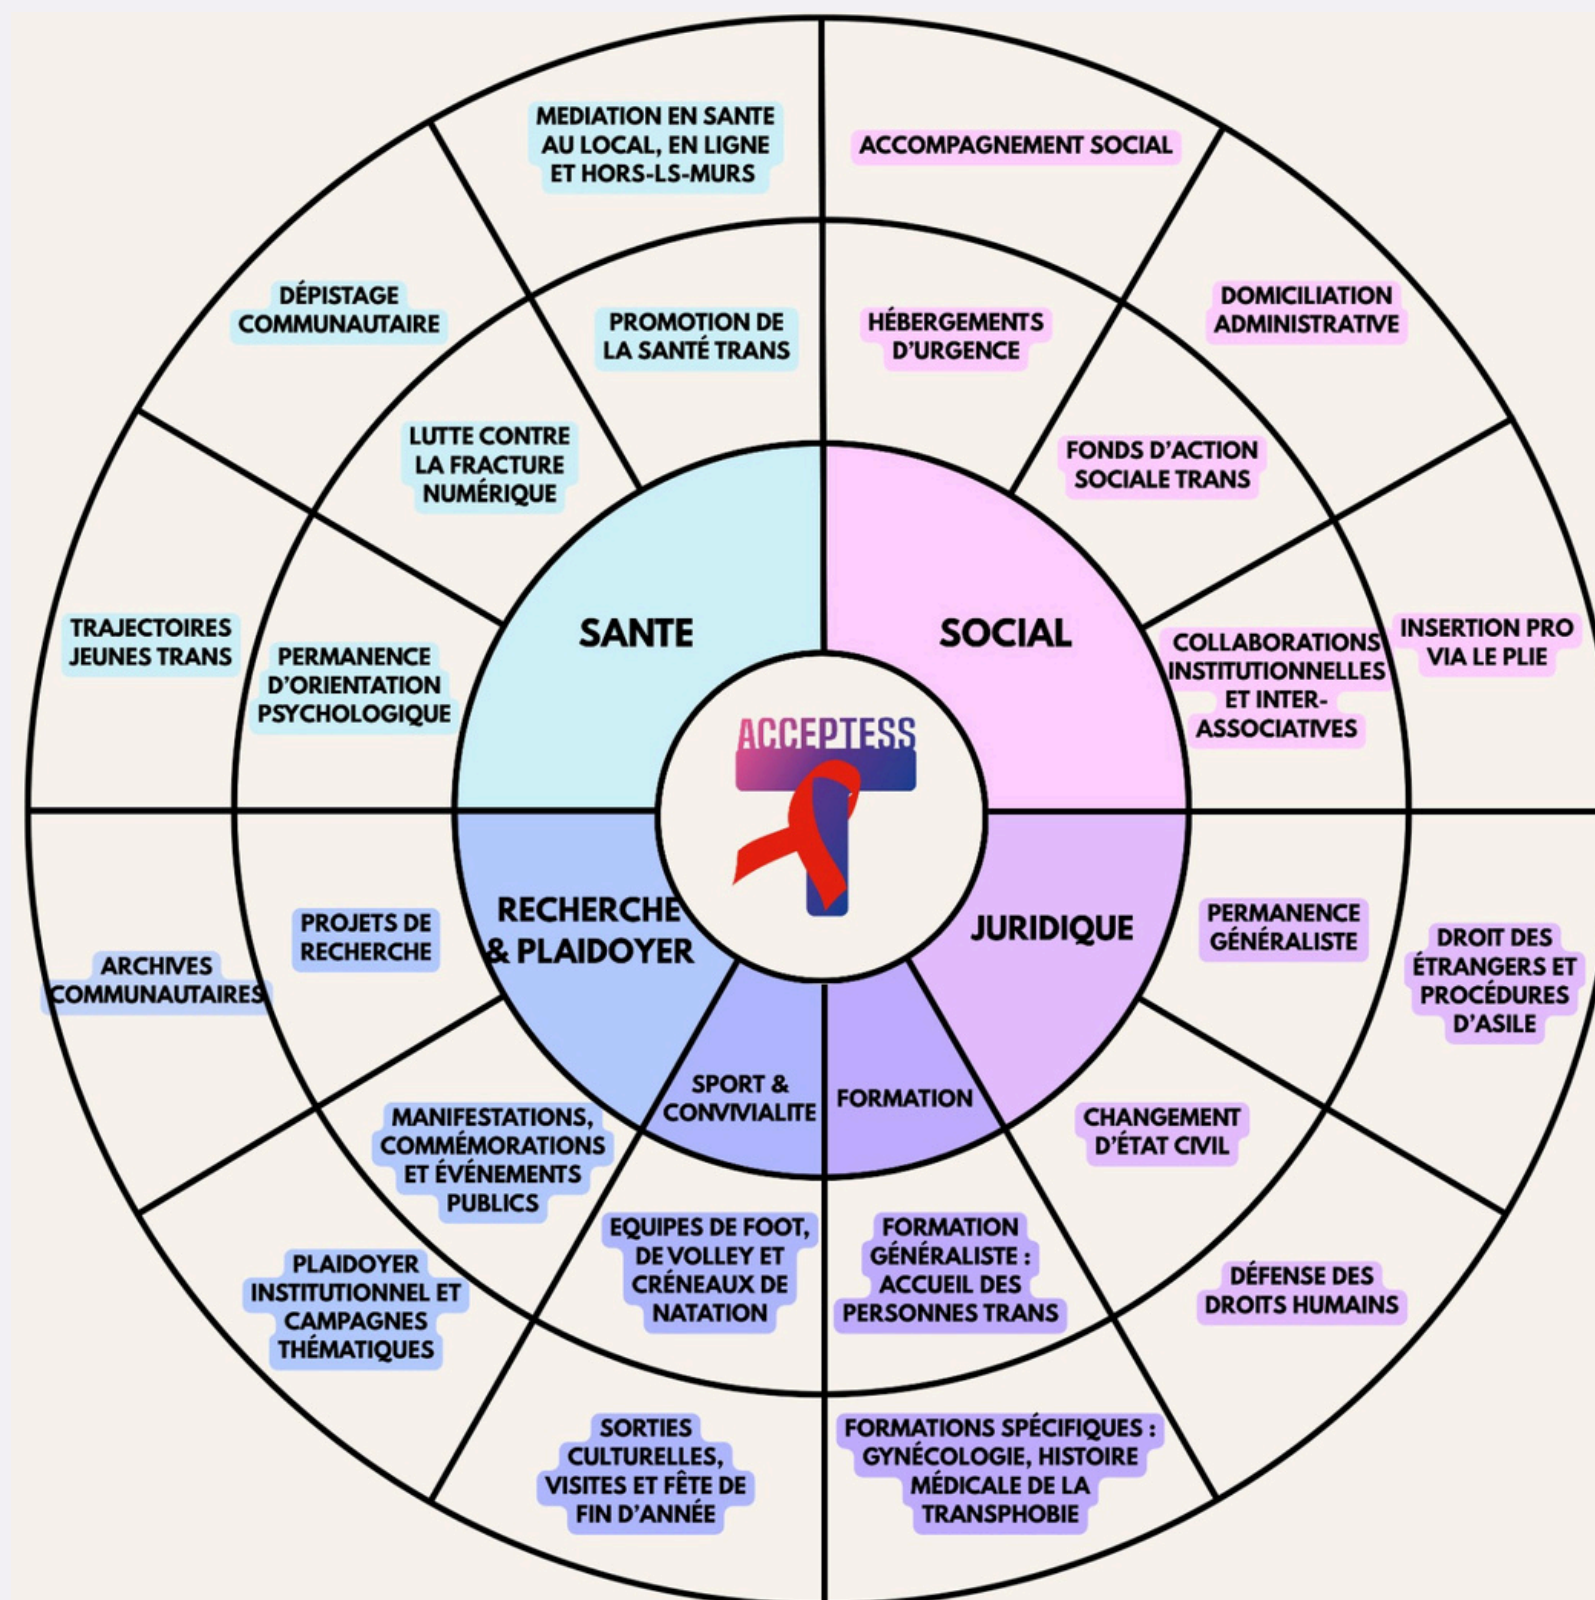 MEDIATION EN SANTE
AU LOCAL, EN LIGNE
ET HORS-LS-MURS
ACCOMPAGNEMENT SOCIAL
DÉPISTAGE
COMMUNAUTAIRE
PROMOTION DE
LA SANTÉ TRANS
HÉBERGEMENTS
D'URGENCE
DOMICILIATION
ADMINISTRATIVE
LUTTE CONTRE
LA FRACTURE
NUMÉRIQUE
FONDS D'ACTION
SOCIALE TRANS
TRAJECTOIRES
JEUNES TRANS
PERMANENCE
D'ORIENTATION
PSYCHOLOGIQUE
SANTE
SOCIAL
COLLABORATIONS
INSTITUTIONNELLES
ET INTER-
ASSOCIATIVES
INSERTION PRO
VIA LE PLIE
ACCEPTESS
T
ARCHIVES
COMMUNAUTAIRES
PROJETS DE
RECHERCHE
RECHERCHE
& PLAIDOYER
JURIDIQUE
PERMANENCE
GÉNÉRALISTE
DROIT DES
ÉTRANGERS ET
PROCÉDURES
D'ASILE
SPORT &
CONVIVIALITE
FORMATION
MANIFESTATIONS,
COMMÉMORATIONS
ET ÉVÉNEMENTS
PUBLICS
CHANGEMENT
D'ÉTAT CIVIL
PLAIDOYER
INSTITUTIONNEL ET
CAMPAGNES
THÉMATIQUES
EQUIPES DE FOOT,
DE VOLLEY ET
CRÉNEAUX DE
NATATION
FORMATION
GÉNÉRALISTE :
ACCUEIL DES
PERSONNES TRANS
DÉFENSE DES
DROITS HUMAINS
SORTIES
CULTURELLES,
VISITES ET FÊTE DE
FIN D'ANNÉE
FORMATIONS SPÉCIFIQUES :
GYNÉCOLOGIE, HISTOIRE
MÉDICALE DE LA
TRANSPHOBIE